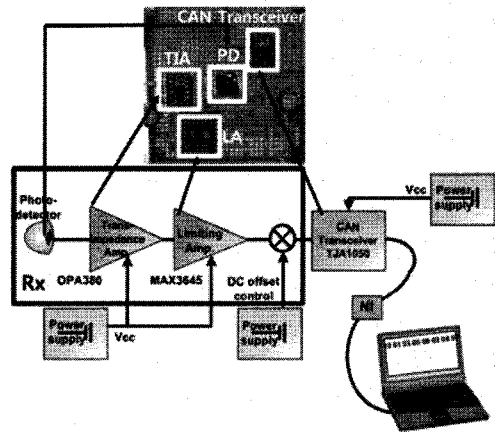 CAN Transceiver
TIA
PD
LA
Photo-
detector
Trans-
impedance
Amp
Limiting
Amp
Rx
OPA380
MAX3645
DC offset
control
CAN
Transceiver
TJA1050
Vcc
Power
supply
Power
supply
Vcc
Power
supply
NI